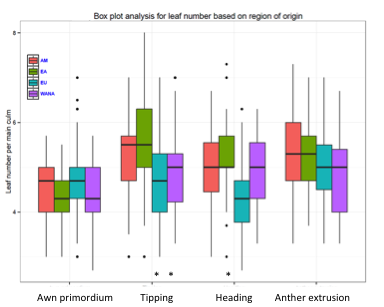 Box plot analysis for leaf number based on region of origin
8
AM
EA
EU
WANA
6
Leaf number per main culm
4
* * *
Awn primordium Tipping Heading Anther extrusion